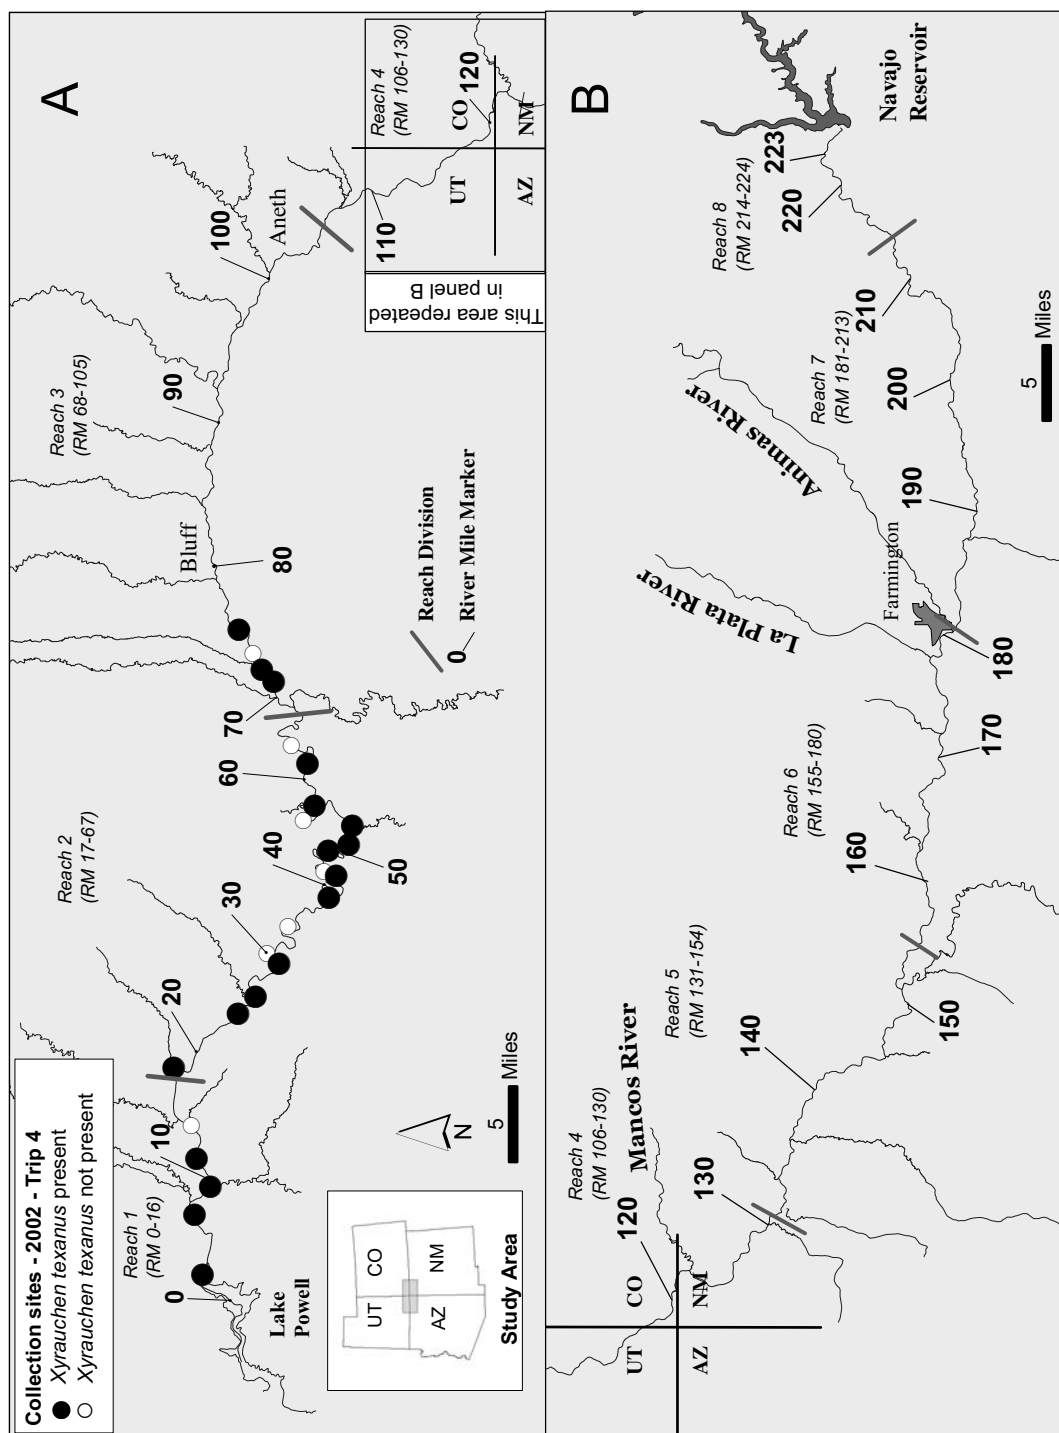 Collection sites - 2002 - Trip 4
Xyrauchen texanus present
Xyrauchen texanus not present
A
Reach 1
(RM 0-16)
Reach 2
(RM 17-67)
Reach 3
(RM 68-105)
Reach 4
(RM 106-130)
0
10
20
30
40
50
60
70
80
90
100
110
120
Bluff
Aneth
Lake
Powell
UT
CO
AZ
NM
This area repeated
in panel B
Reach Division
0 River Mile Marker
UT
CO
AZ
NM
Study Area
N
5
Miles
B
Reach 4
(RM 106-130)
Reach 5
(RM 131-154)
Reach 6
(RM 155-180)
Reach 7
(RM 181-213)
Reach 8
(RM 214-224)
UT
CO
AZ
NM
120
Mancos River
130
140
150
160
170
180
190
200
210
220
223
La Plata River
Animas River
Farmington
Navajo
Reservoir
5
Miles